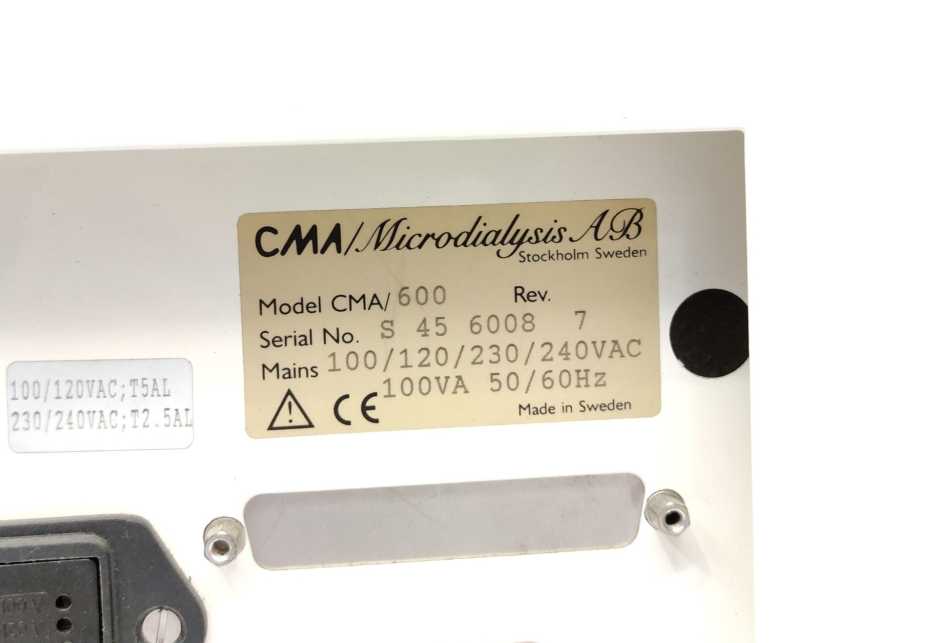 CMA/Microdialysis AB
Stockholm Sweden
Model CMA/600 Rev.
Serial No. S 45 6008 7
Mains 100/120/230/240VAC
100VA 50/60Hz
CE
Made in Sweden
100/120VAC;T5AL
230/240VAC;T2.5AL